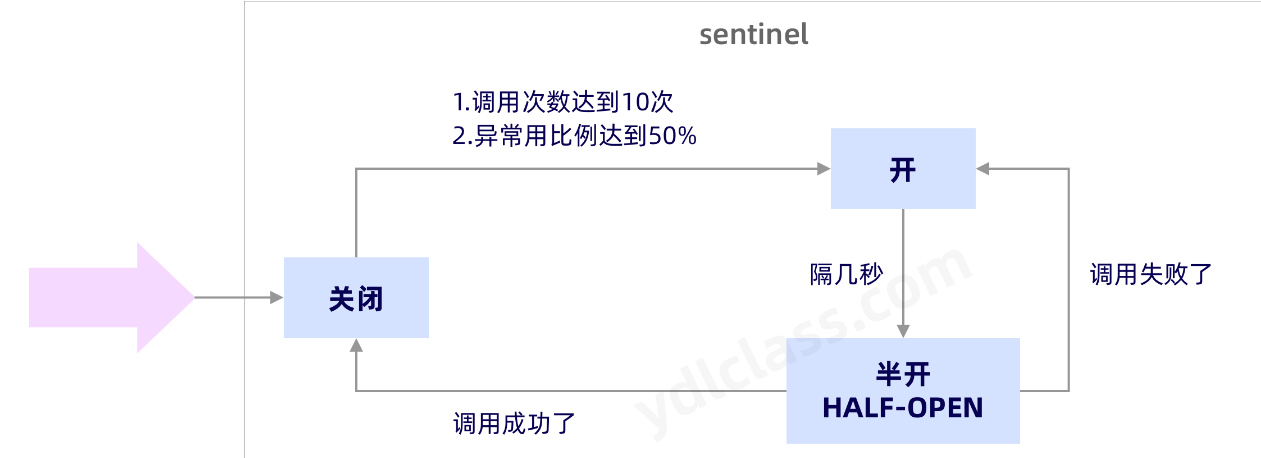 sentinel
1.调用次数达到10次
2.异常用比例达到50%
开
隔几秒
调用失败了
关闭
半开
HALF-OPEN
调用成功了
ydlclass.com